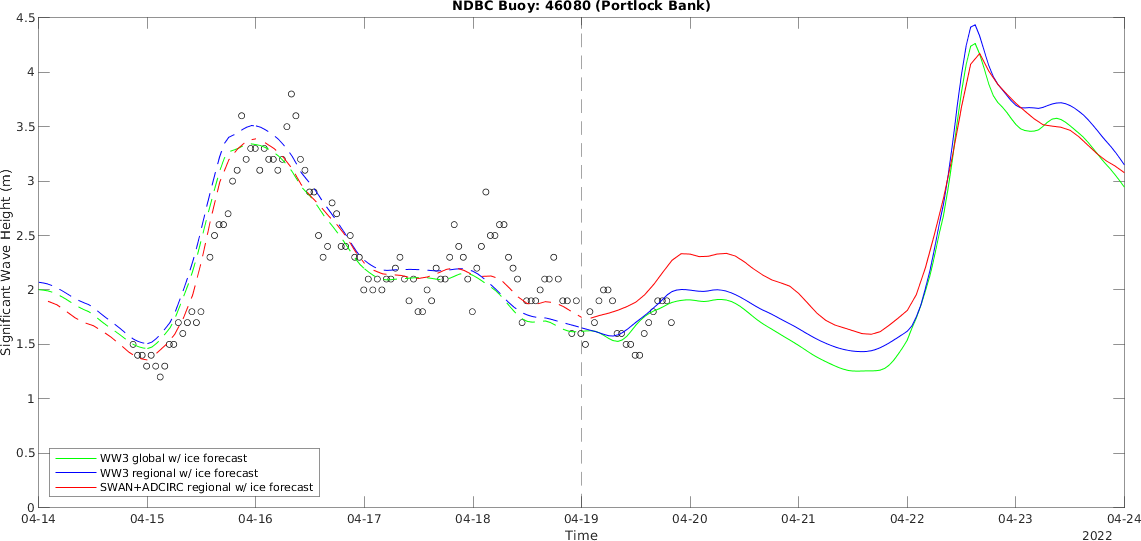 NDBC Buoy: 46080 (Portlock Bank)
Significant Wave Height (m)
4.5
4
3.5
3
2.5
2
1.5
1
0.5
0
WW3 global w/ ice forecast
WW3 regional w/ ice forecast
SWAN+ADCIRC regional w/ ice forecast
04-14 04-15 04-16 04-17 04-18 04-19 04-20 04-21 04-22 04-23 04-24
Time
2022